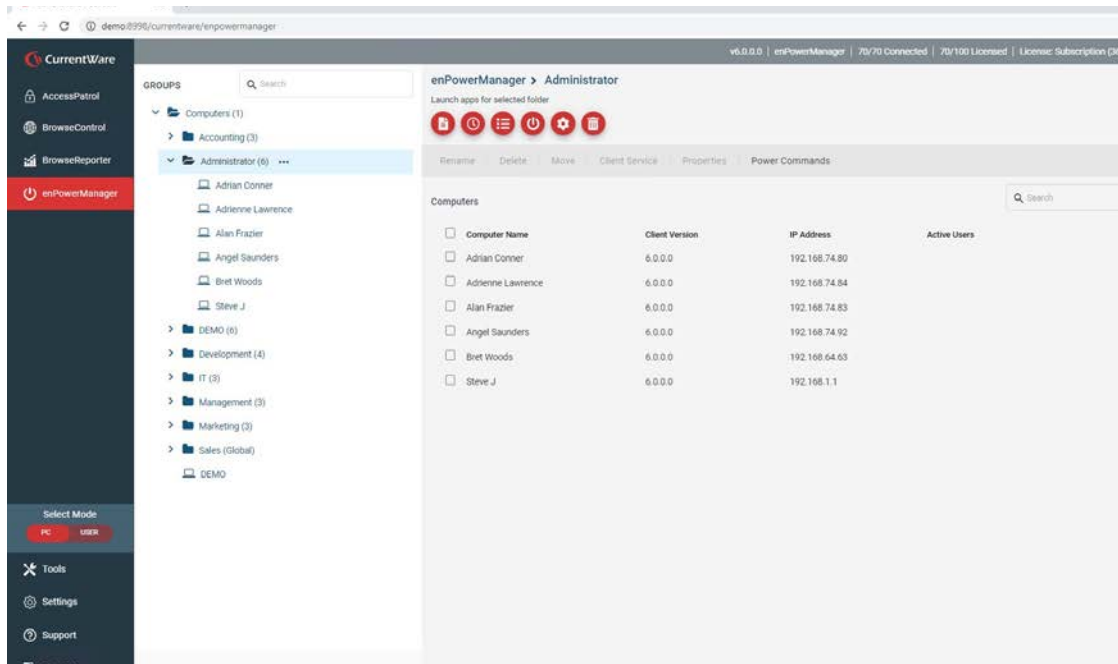 demo:8998/currentware/enpowermanager
v6.0.0.0 | enPowerManager | 70/70 Connected | 70/100 Licensed | License: Subscription
CurrentWare
AccessPatrol
BrowseControl
BrowseReporter
enPowerManager
Select Mode
PC USER
Tools
Settings
Support
GROUPS
Search
Computers (1)
Accounting (3)
Administrator (6)
Adrian Conner
Adrienne Lawrence
Alan Frazier
Angel Saunders
Bret Woods
Steve J
DEMO (6)
Development (4)
IT (3)
Management (3)
Marketing (3)
Sales (Global)
DEMO
enPowerManager > Administrator
Launch apps for selected folder
Rename Delete Move Client Service Properties Power Commands
Computers
Search
Computer Name Client Version IP Address Active Users
Adrian Conner 6.0.0.0 192.168.74.80
Adrienne Lawrence 6.0.0.0 192.168.74.84
Alan Frazier 6.0.0.0 192.168.74.83
Angel Saunders 6.0.0.0 192.168.74.92
Bret Woods 6.0.0.0 192.168.64.63
Steve J 6.0.0.0 192.168.1.1